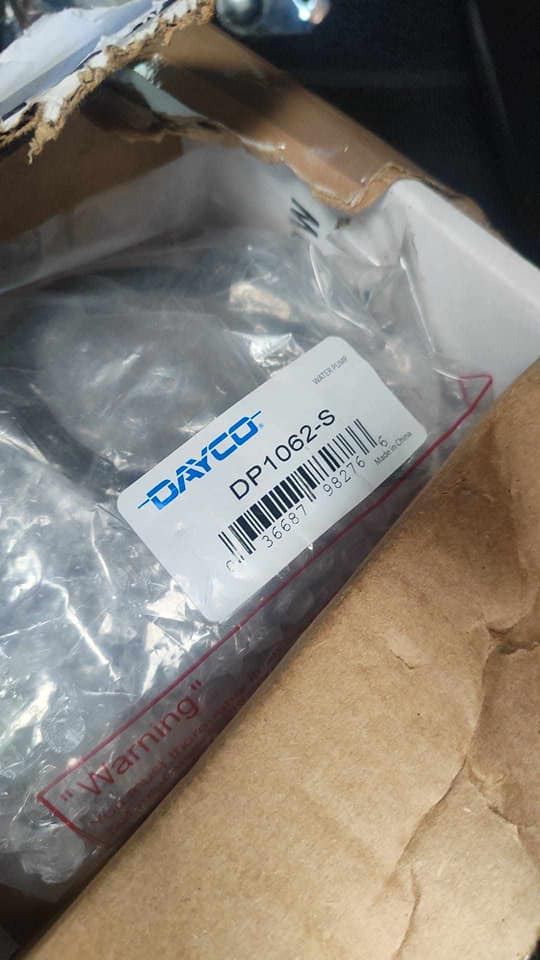 W
WATER PUMP
DAYCO
DP1062-S
36687 98276 6
Made in China
"Warning"